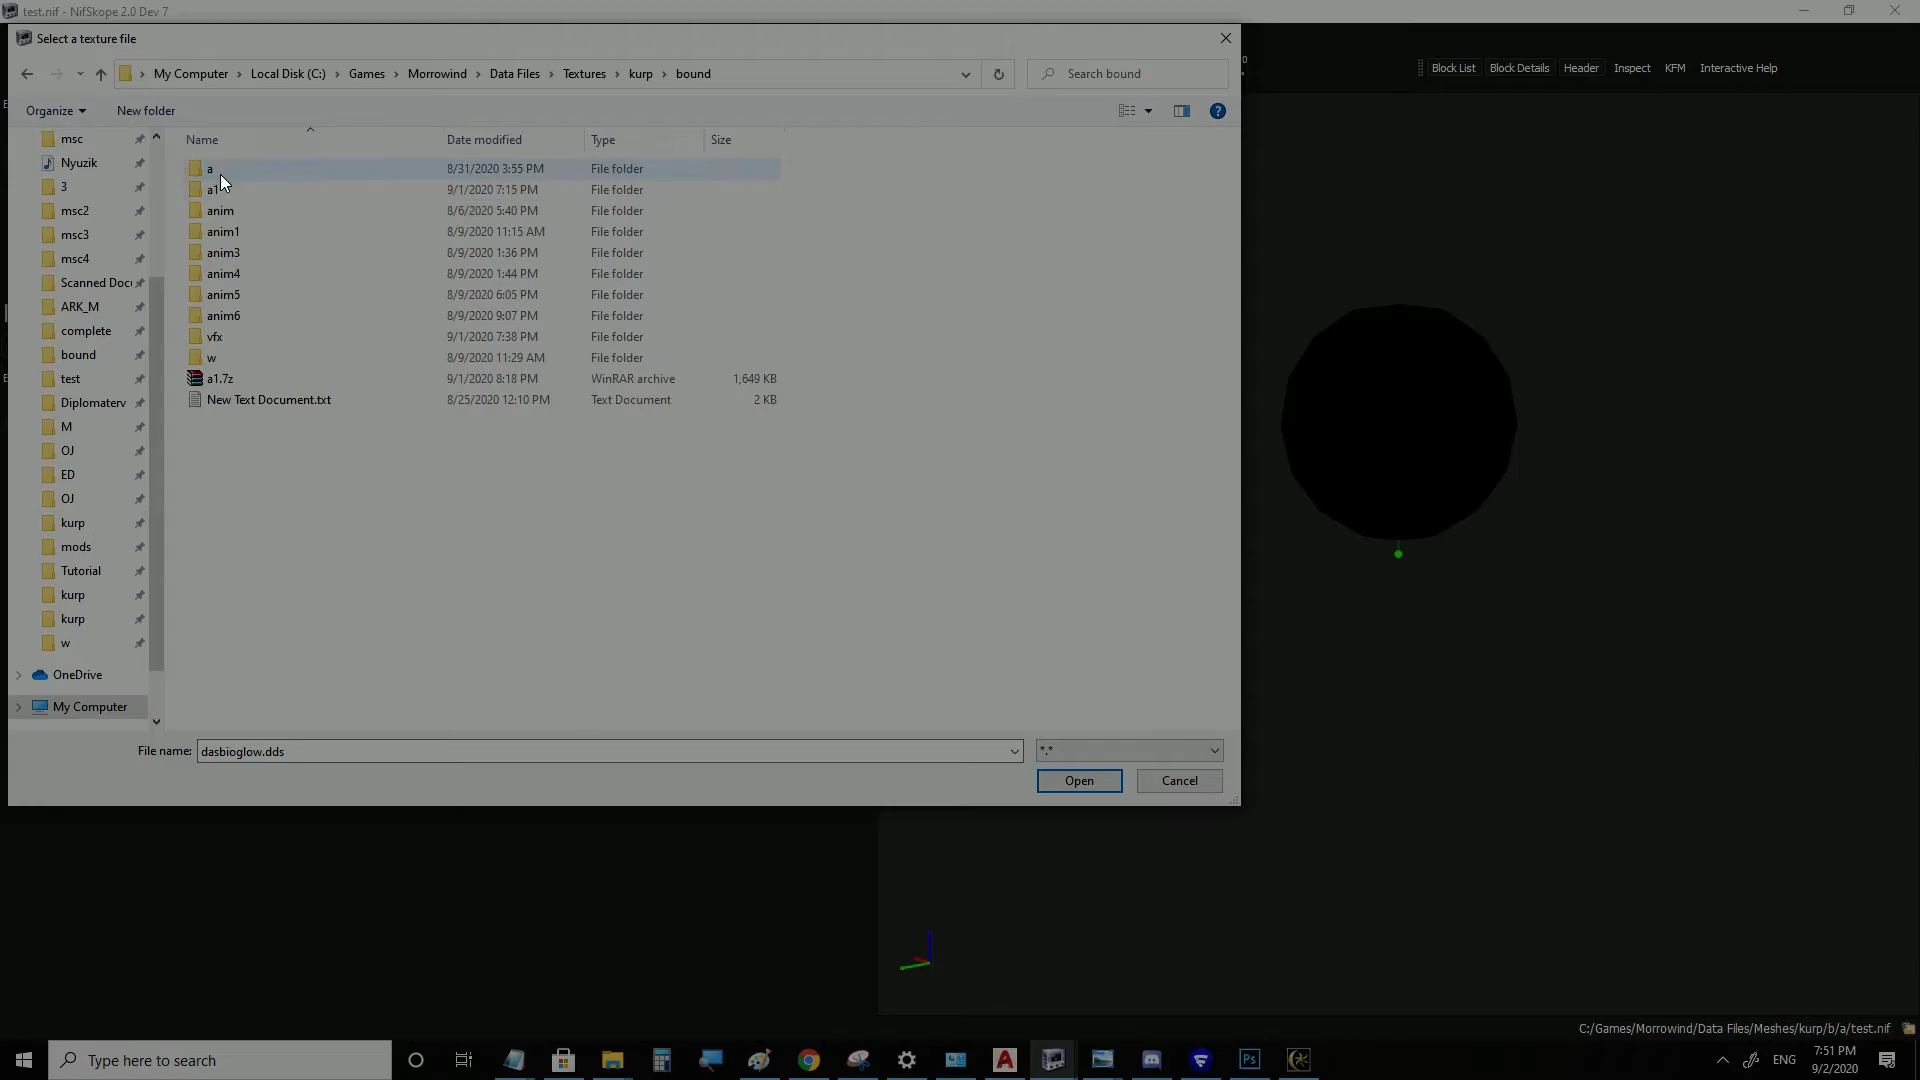 test.nif - NifSkope 2.0 Dev 7
Select a texture file
My Computer › Local Disk (C:) › Games › Morrowind › Data Files › Textures › kurp › bound
Search bound
0
Block List Block Details Header Inspect KFM Interactive Help
Organize New folder
Name Date modified Type Size
msc
Nyuzik
3
msc2
msc3
msc4
Scanned Docu
ARK_M
complete
bound
test
Diplomaterv
M
OJ
ED
OJ
kurp
mods
Tutorial
kurp
kurp
w
OneDrive
My Computer
a 8/31/2020 3:55 PM File folder
a1 9/1/2020 7:15 PM File folder
anim 8/6/2020 5:40 PM File folder
anim1 8/9/2020 11:15 AM File folder
anim3 8/9/2020 1:36 PM File folder
anim4 8/9/2020 1:44 PM File folder
anim5 8/9/2020 6:05 PM File folder
anim6 8/9/2020 9:07 PM File folder
vfx 9/1/2020 7:38 PM File folder
w 8/9/2020 11:29 AM File folder
a1.7z 9/1/2020 8:18 PM WinRAR archive 1,649 KB
New Text Document.txt 8/25/2020 12:10 PM Text Document 2 KB
File name: dasbioglow.dds *.*
Open Cancel
C:/Games/Morrowind/Data Files/Meshes/kurp/b/a/test.nif
Type here to search
Ps
ENG
7:51 PM
9/2/2020